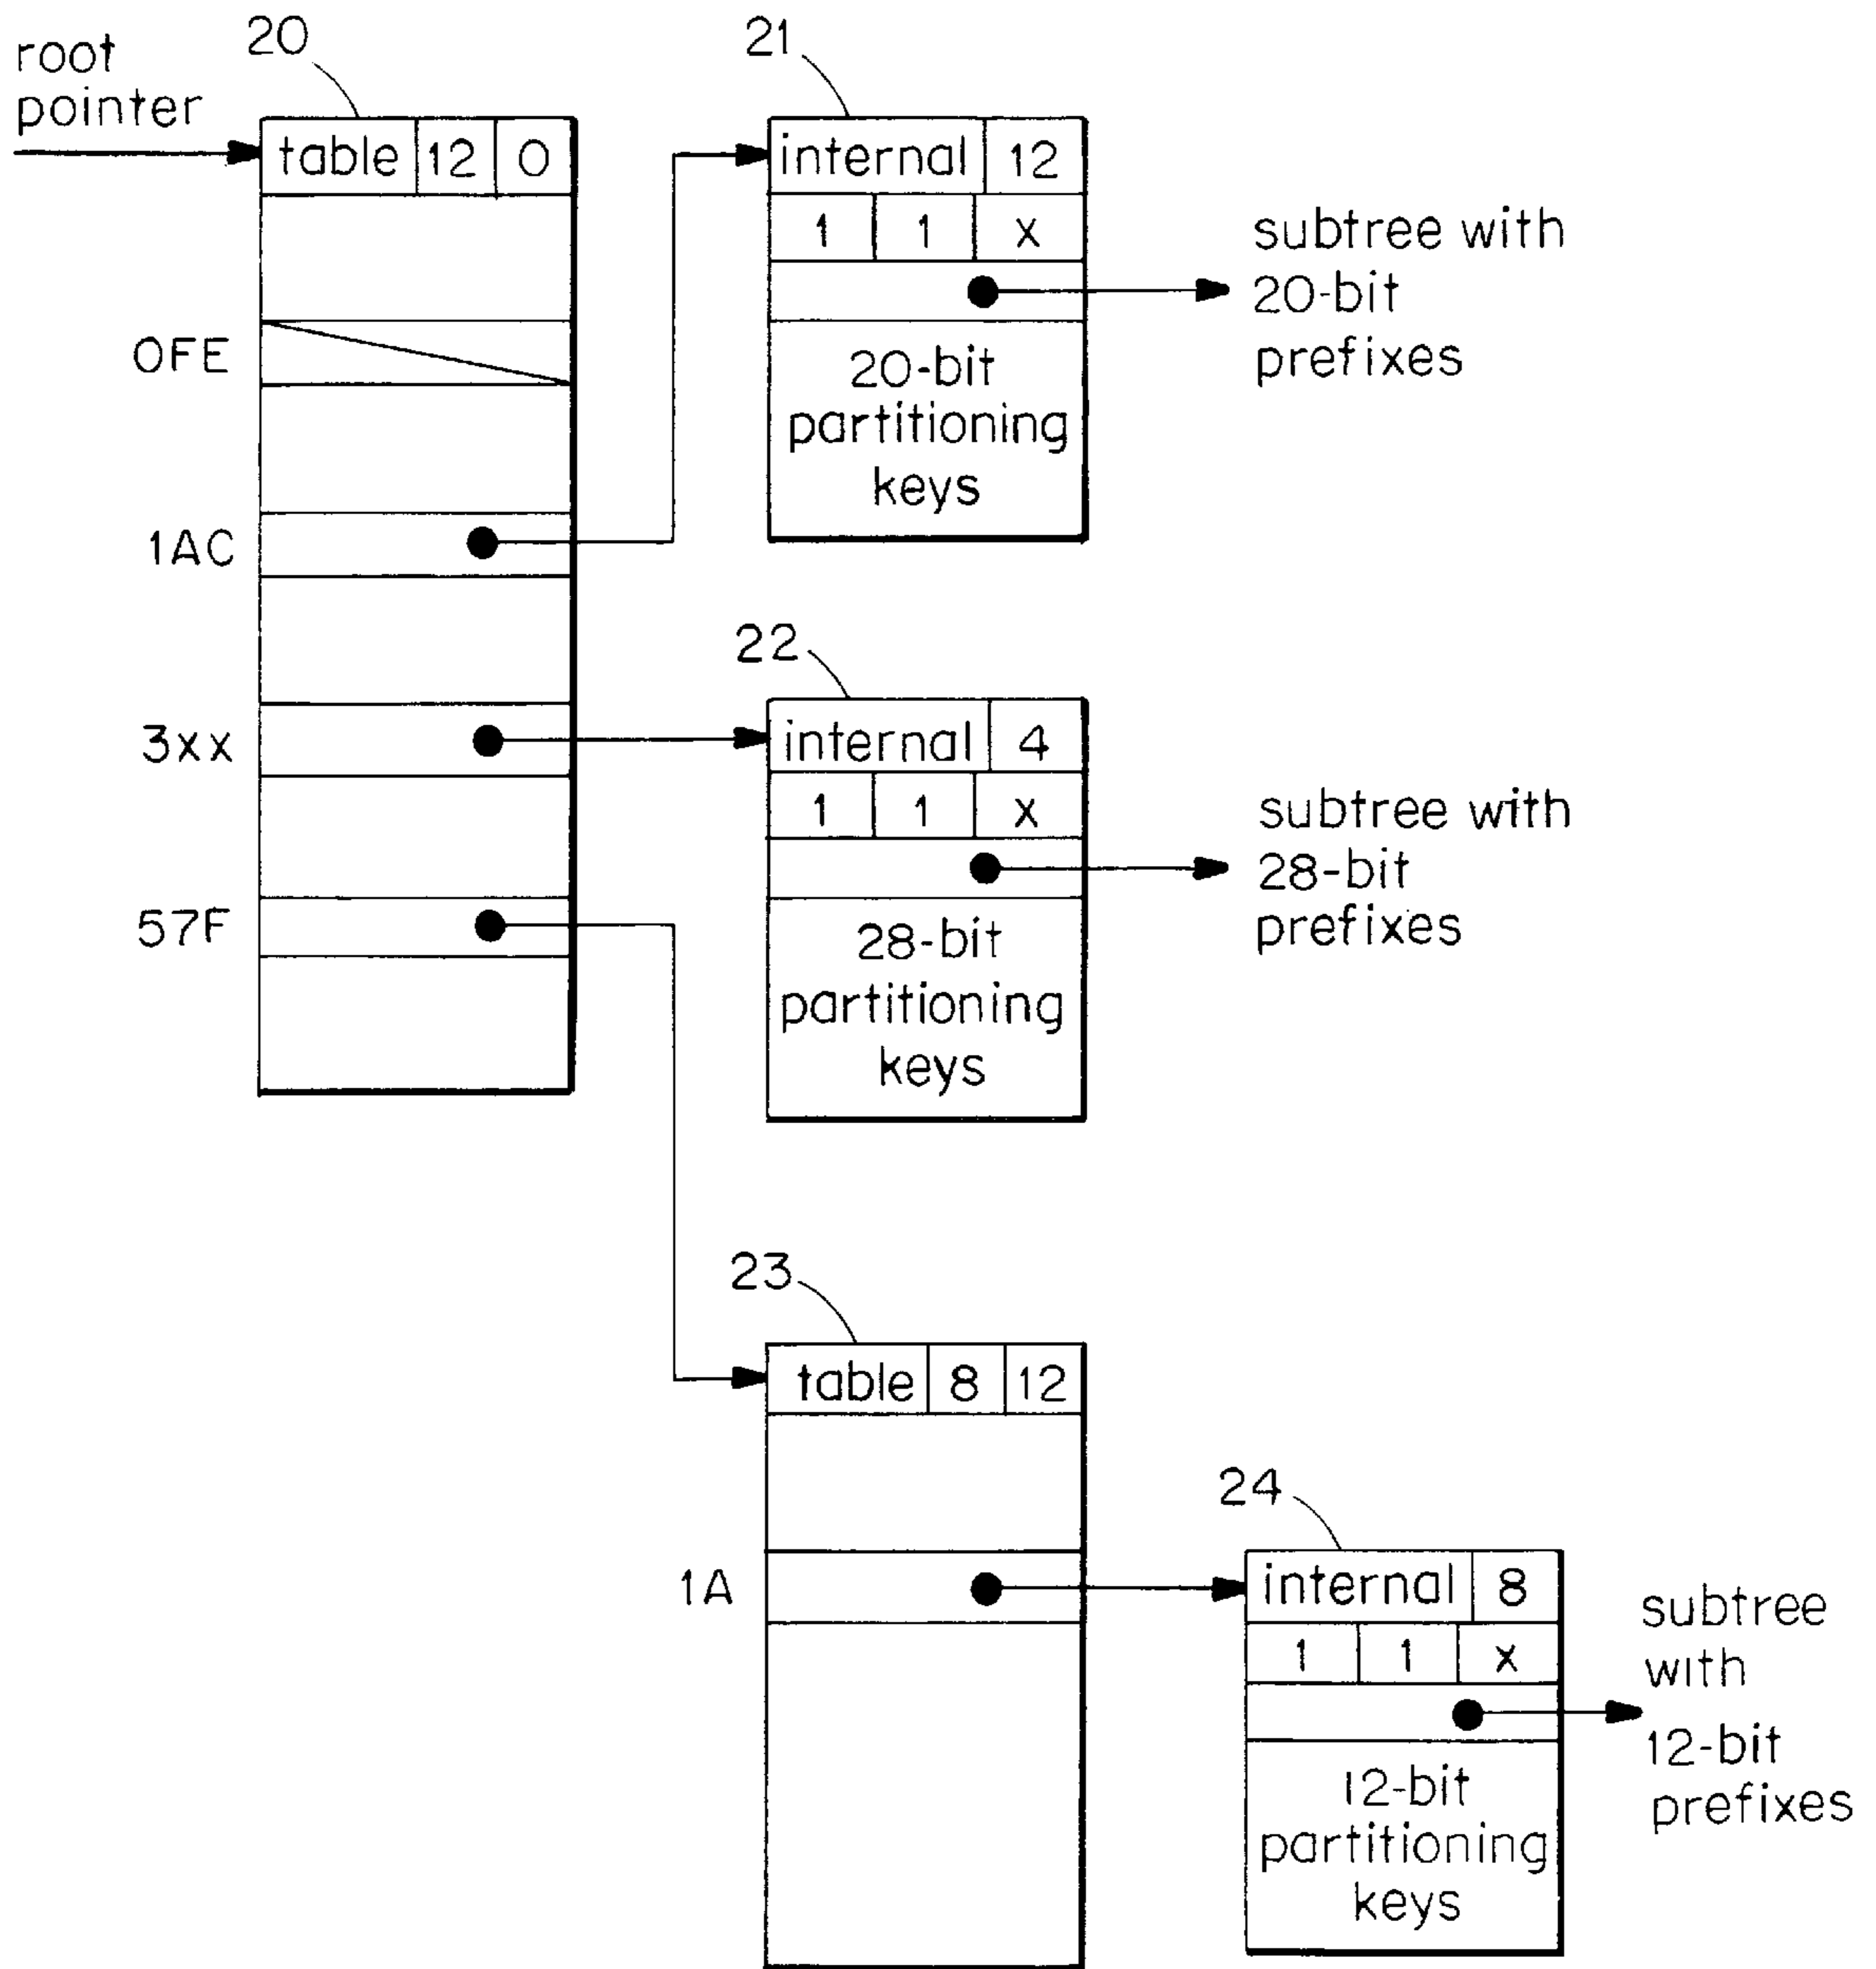 root
pointer
20
table 12 0
0FE
1AC
3xx
57F
21
internal 12
1 1 x
20-bit
partitioning
keys
subtree with
20-bit
prefixes
22
internal 4
1 1 x
28-bit
partitioning
keys
subtree with
28-bit
prefixes
23
table 8 12
1A
24
internal 8
1 1 x
12-bit
partitioning
keys
subtree
with
12-bit
prefixes